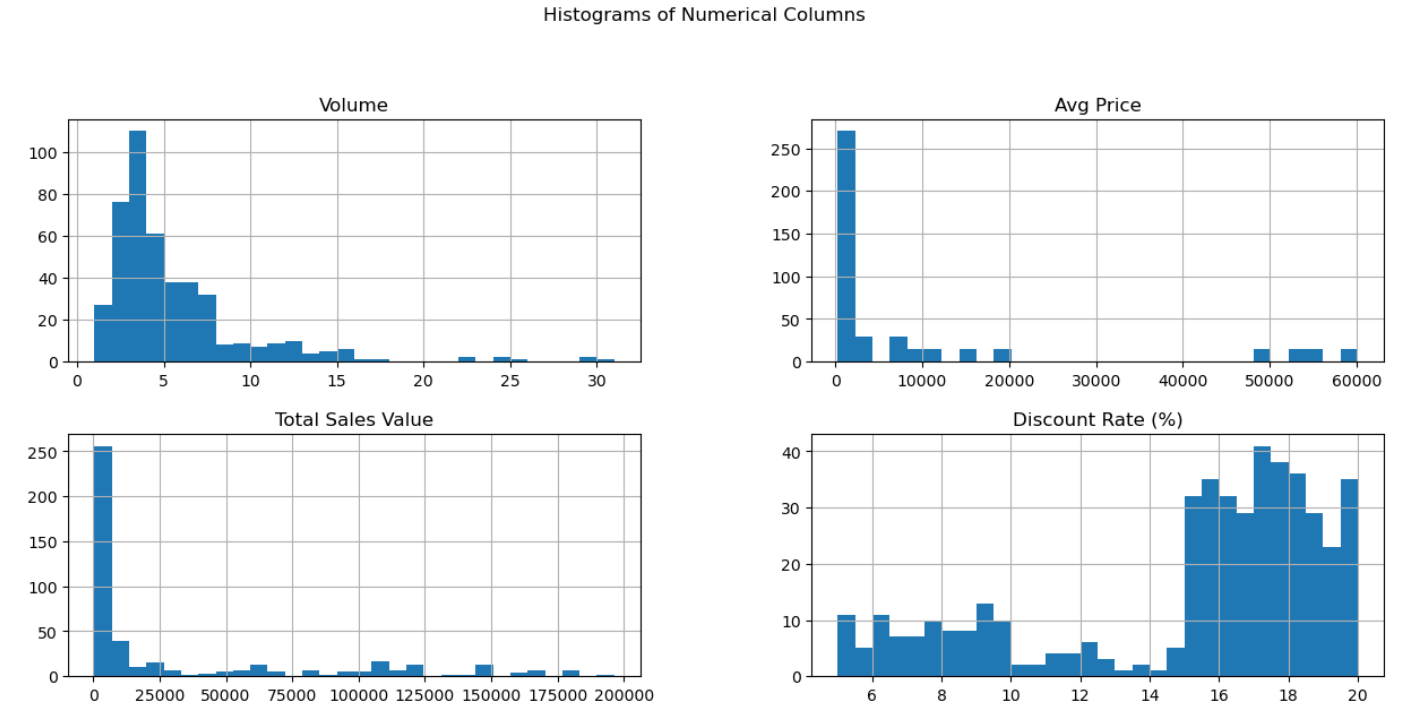 Histograms of Numerical Columns
Volume
100
80
60
40
20
0
0 5 10 15 20 25 30
Avg Price
250
200
150
100
50
0
0 10000 20000 30000 40000 50000 60000
Total Sales Value
250
200
150
100
50
0
0 25000 50000 75000 100000 125000 150000 175000 200000
Discount Rate (%)
40
30
20
10
0
6 8 10 12 14 16 18 20